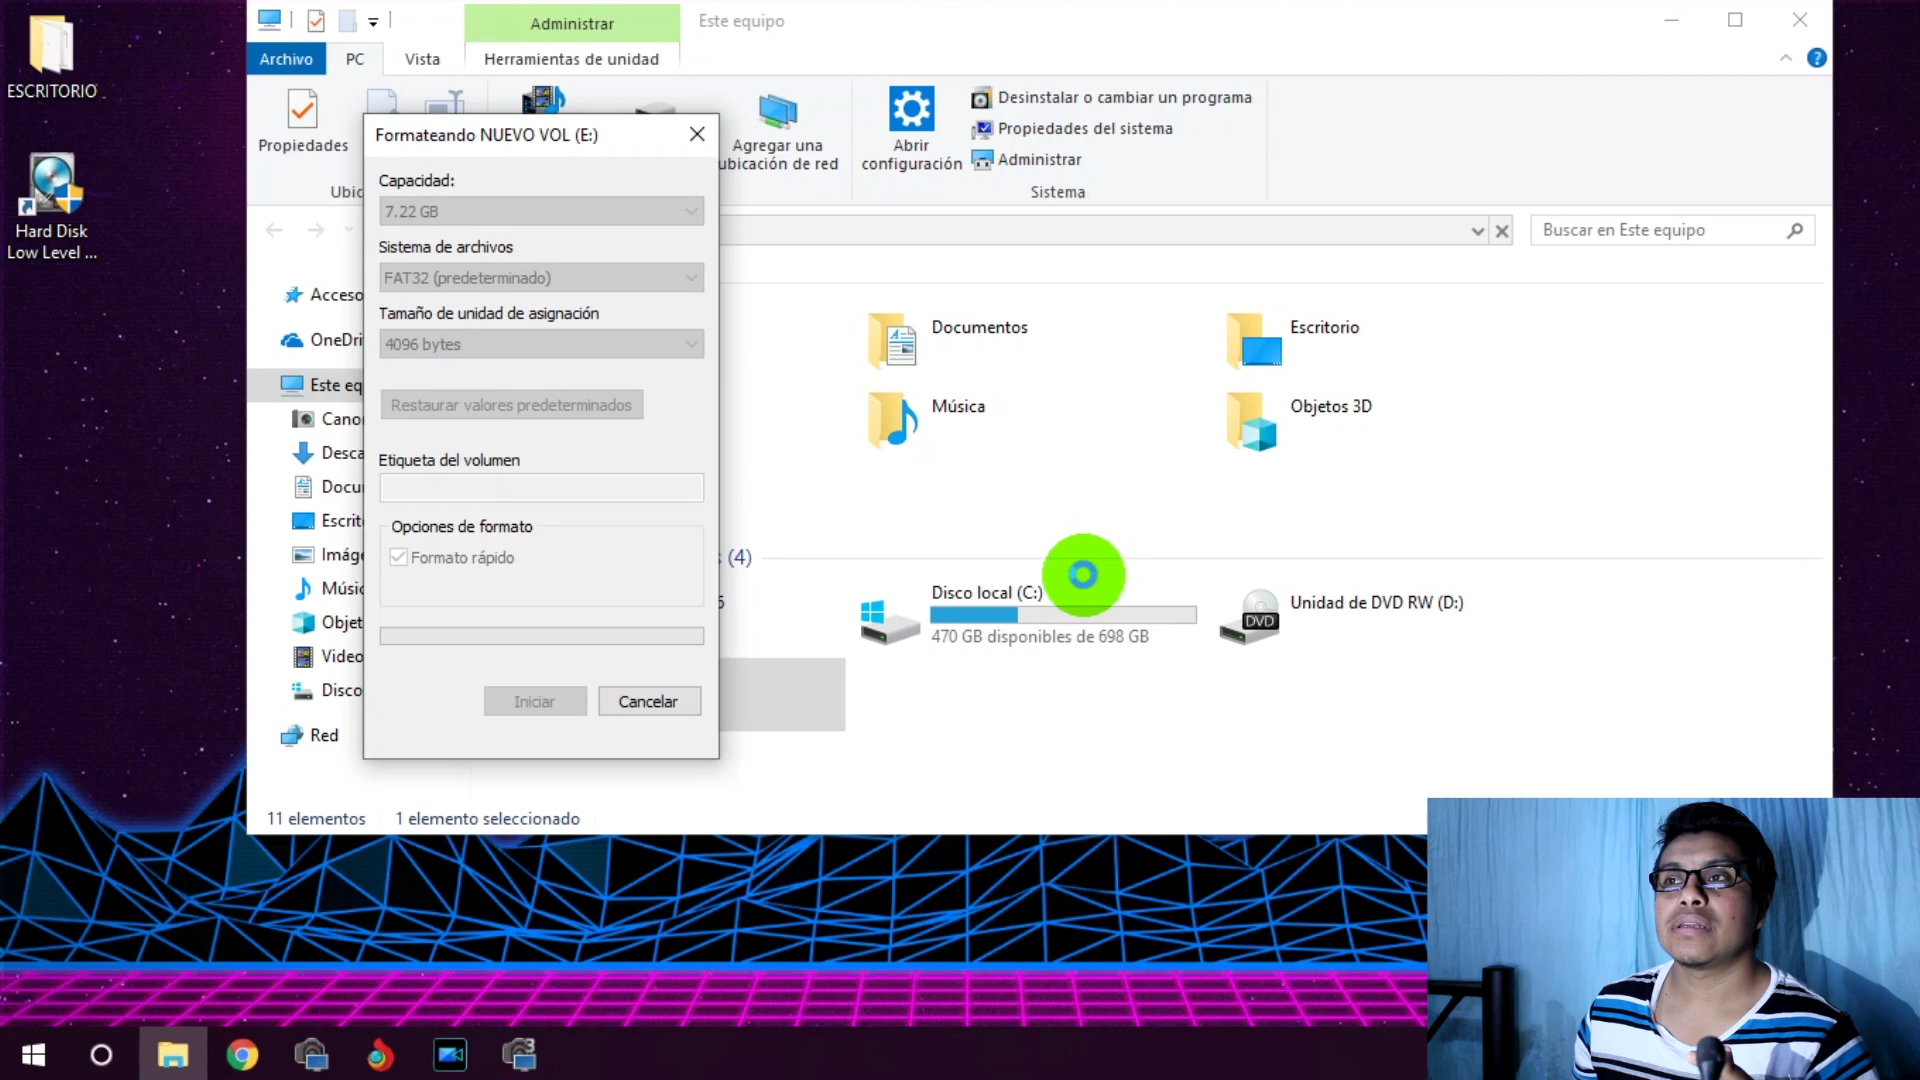 ESCRITORIO
Hard Disk
Low Level ...
Administrar
Este equipo
Archivo
PC
Vista
Herramientas de unidad
Propiedades
Ubic
Agregar una
ubicación de red
Abrir
configuración
Desinstalar o cambiar un programa
Propiedades del sistema
Administrar
Sistema
Formateando NUEVO VOL (E:)
Capacidad:
7.22 GB
Sistema de archivos
FAT32 (predeterminado)
Tamaño de unidad de asignación
4096 bytes
Restaurar valores predeterminados
Etiqueta del volumen
Opciones de formato
Formato rápido
Iniciar
Cancelar
Buscar en Este equipo
Acceso
OneDri
Este eq
Cano
Desca
Docu
Escrit
Imáge
Músic
Objet
Video
Disco
Red
Documentos
Escritorio
Música
Objetos 3D
(4)
Disco local (C:)
470 GB disponibles de 698 GB
DVD
Unidad de DVD RW (D:)
11 elementos
1 elemento seleccionado
3